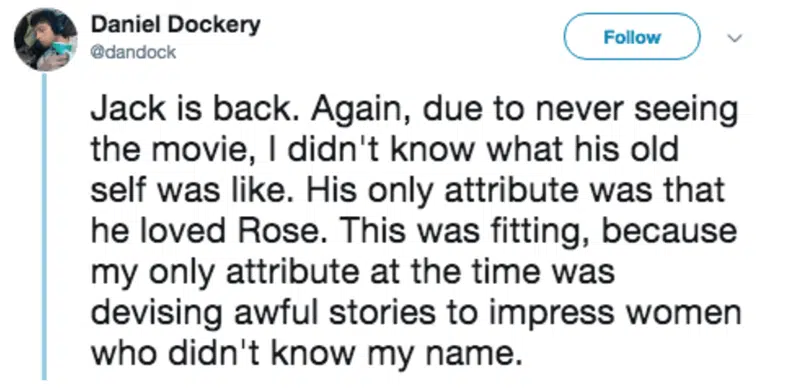 Daniel Dockery
@dandock
Follow
Jack is back. Again, due to never seeing
the movie, I didn't know what his old
self was like. His only attribute was that
he loved Rose. This was fitting, because
my only attribute at the time was
devising awful stories to impress women
who didn't know my name.